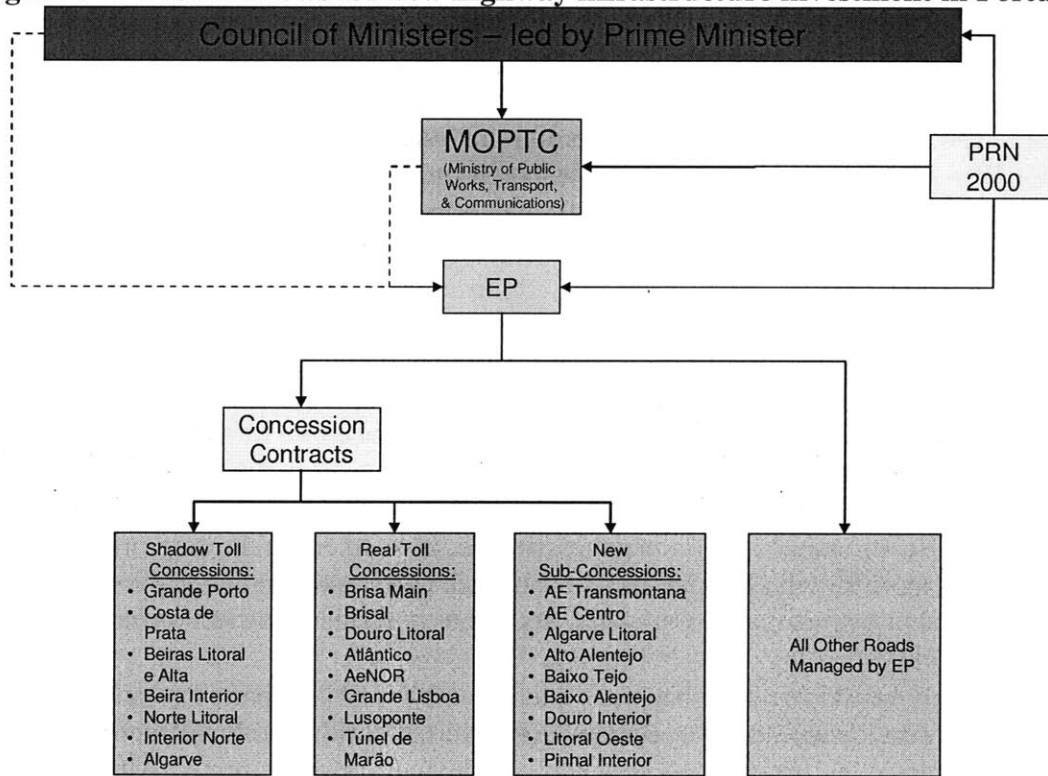 Highway Infrastructure Investment in
Council of Ministers – led by Prime Minister
MOPTC
(Ministry of Public
Works, Transport,
& Communications)
PRN
2000
EP
Concession
Contracts
Shadow Toll
Concessions:
• Grande Porto
• Costa de
Prata
• Beiras Litoral
e Alta
• Beira Interior
• Norte Litoral
• Interior Norte
• Algarve
Real Toll
Concessions:
• Brisa Main
• Brisal
• Douro Litoral
• Atlântico
• AeNOR
• Grande Lisboa
• Lusoponte
• Túnel de
Marão
New
Sub-Concessions:
• AE Transmontana
• AE Centro
• Algarve Litoral
• Alto Alentejo
• Baixo Tejo
• Baixo Alentejo
• Douro Interior
• Litoral Oeste
• Pinhal Interior
All Other Roads
Managed by EP